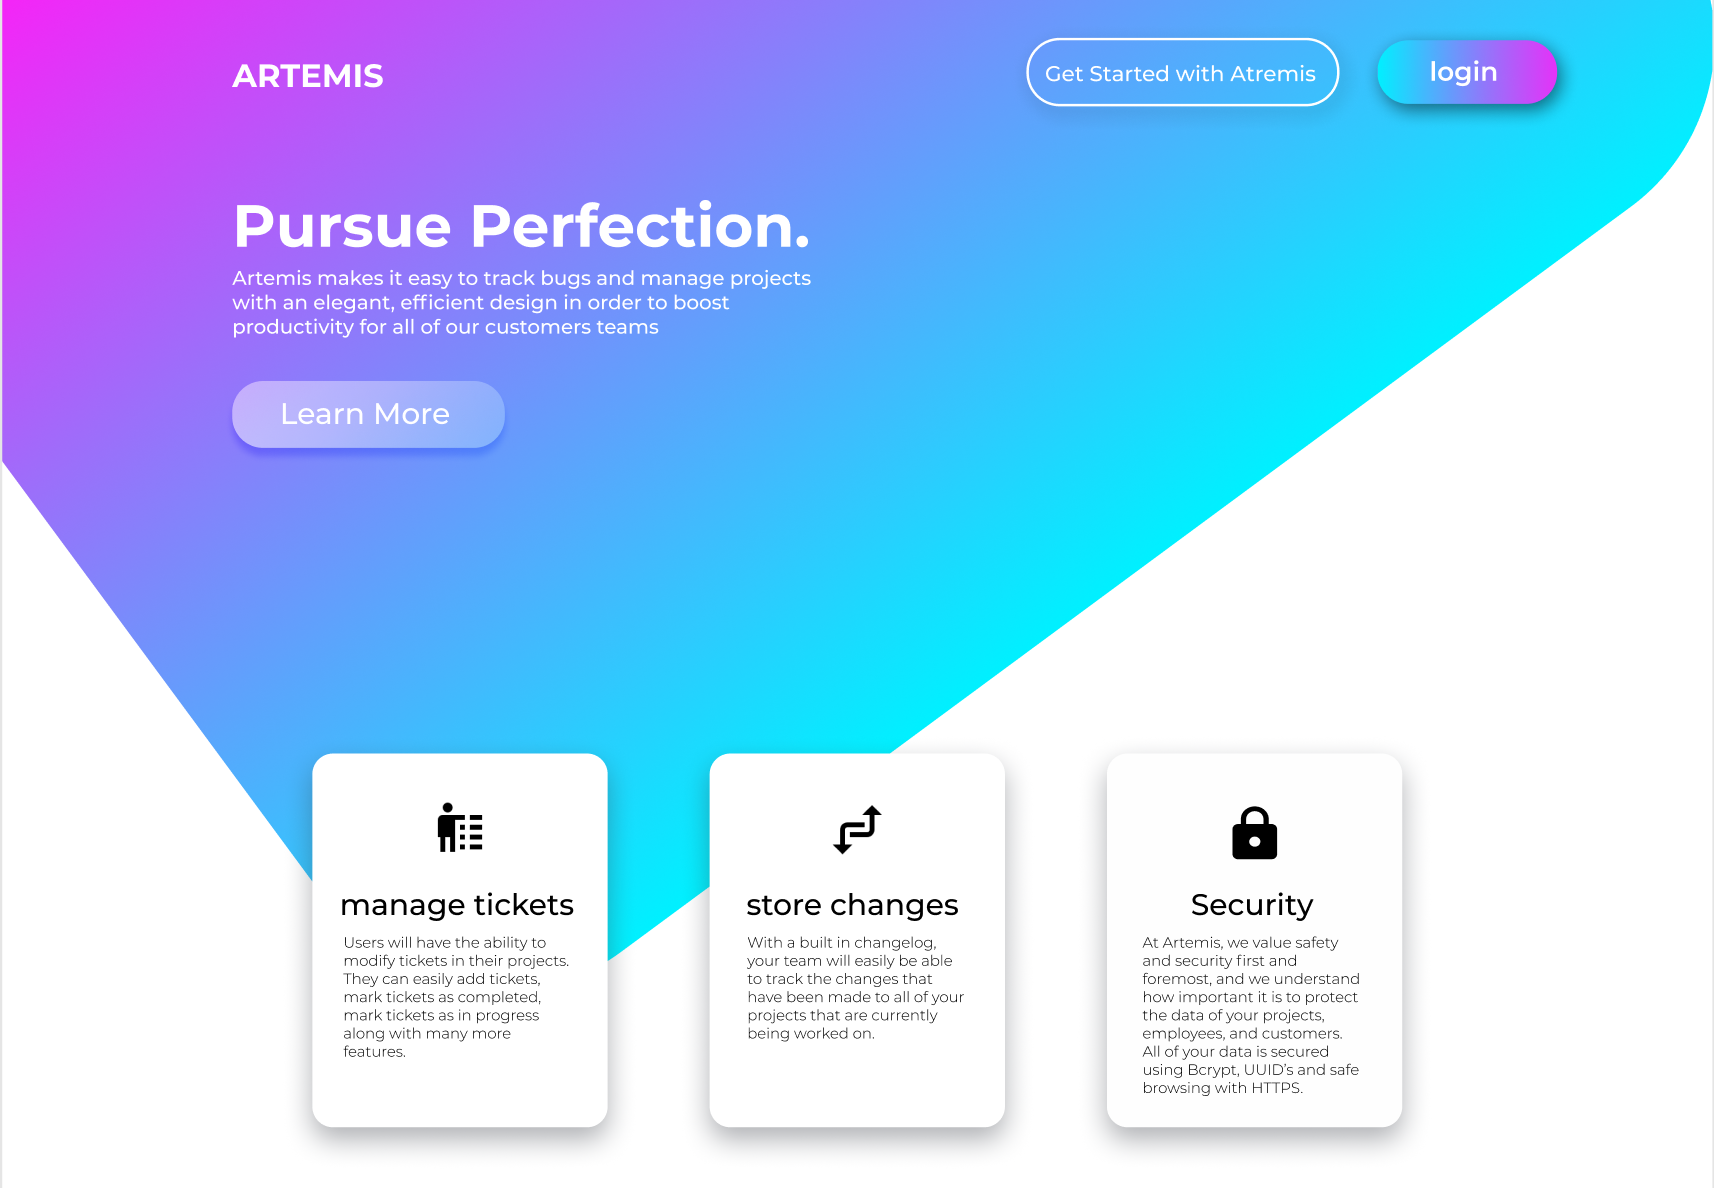 ARTEMIS
Get Started with Atremis
login
Pursue Perfection.
Artemis makes it easy to track bugs and manage projects
with an elegant, efficient design in order to boost
productivity for all of our customers teams
Learn More
manage tickets
Users will have the ability to
modify tickets in their projects.
They can easily add tickets,
mark tickets as completed,
mark tickets as in progress
along with many more
features.
store changes
With a built in changelog,
your team will easily be able
to track the changes that
have been made to all of your
projects that are currently
being worked on.
Security
At Artemis, we value safety
and security first and
foremost, and we understand
how important it is to protect
the data of your projects,
employees, and customers.
All of your data is secured
using Bcrypt, UUID’s and safe
browsing with HTTPS.